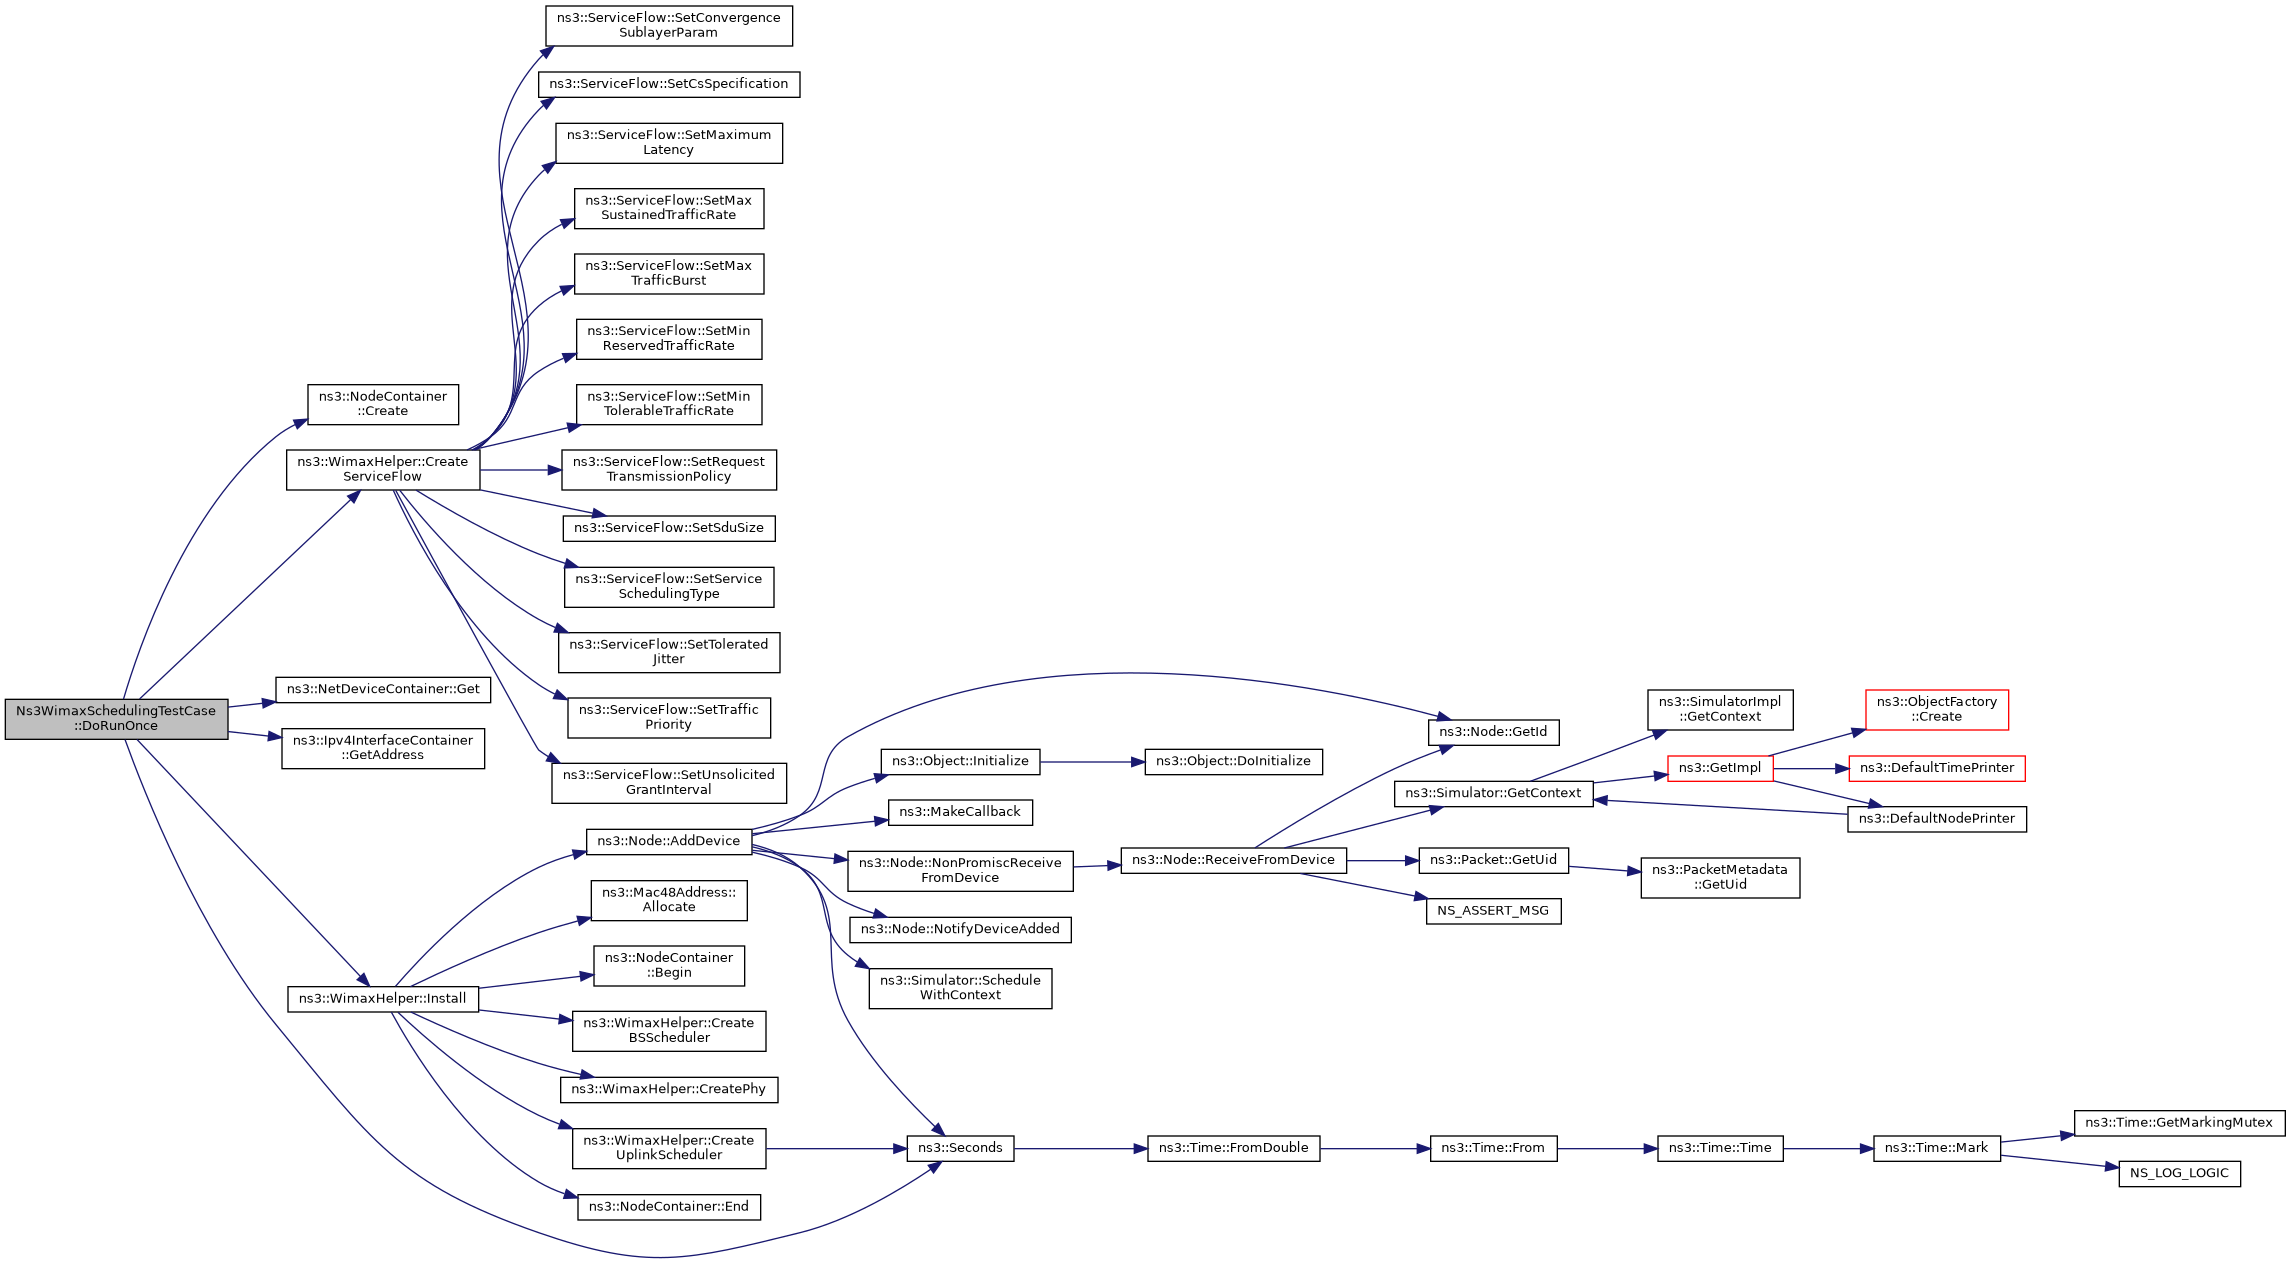 Ns3WimaxSchedulingTestCase
::DoRunOnce
ns3::NodeContainer
::Create
ns3::WimaxHelper::Create
ServiceFlow
ns3::NetDeviceContainer::Get
ns3::Ipv4InterfaceContainer
::GetAddress
ns3::WimaxHelper::Install
ns3::ServiceFlow::SetConvergence
SublayerParam
ns3::ServiceFlow::SetCsSpecification
ns3::ServiceFlow::SetMaximum
Latency
ns3::ServiceFlow::SetMax
SustainedTrafficRate
ns3::ServiceFlow::SetMax
TrafficBurst
ns3::ServiceFlow::SetMin
ReservedTrafficRate
ns3::ServiceFlow::SetMin
TolerableTrafficRate
ns3::ServiceFlow::SetRequest
TransmissionPolicy
ns3::ServiceFlow::SetSduSize
ns3::ServiceFlow::SetService
SchedulingType
ns3::ServiceFlow::SetTolerated
Jitter
ns3::ServiceFlow::SetTraffic
Priority
ns3::ServiceFlow::SetUnsolicited
GrantInterval
ns3::Node::AddDevice
ns3::Mac48Address::
Allocate
ns3::NodeContainer
::Begin
ns3::WimaxHelper::Create
BSScheduler
ns3::WimaxHelper::CreatePhy
ns3::WimaxHelper::Create
UplinkScheduler
ns3::NodeContainer::End
ns3::Object::Initialize
ns3::MakeCallback
ns3::Node::NonPromiscReceive
FromDevice
ns3::Node::NotifyDeviceAdded
ns3::Simulator::Schedule
WithContext
ns3::Seconds
ns3::Object::DoInitialize
ns3::Node::ReceiveFromDevice
ns3::Time::FromDouble
ns3::Node::GetId
ns3::Simulator::GetContext
ns3::Packet::GetUid
NS_ASSERT_MSG
ns3::Time::From
ns3::SimulatorImpl
::GetContext
ns3::GetImpl
ns3::PacketMetadata
::GetUid
ns3::Time::Time
ns3::ObjectFactory
::Create
ns3::DefaultTimePrinter
ns3::DefaultNodePrinter
ns3::Time::Mark
ns3::Time::GetMarkingMutex
NS_LOG_LOGIC